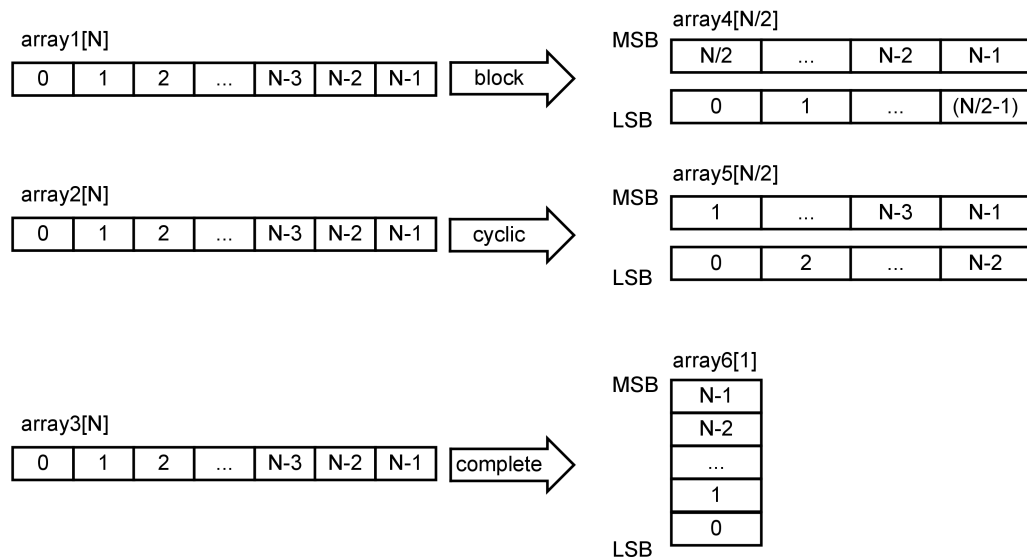 array1[N]
0 1 2 ... N-3 N-2 N-1
block
array4[N/2]
MSB
N/2 ... N-2 N-1
0 1 ... (N/2-1)
LSB
array2[N]
0 1 2 ... N-3 N-2 N-1
cyclic
array5[N/2]
MSB
1 ... N-3 N-1
0 2 ... N-2
LSB
array3[N]
0 1 2 ... N-3 N-2 N-1
complete
array6[1]
MSB
N-1
N-2
...
1
0
LSB